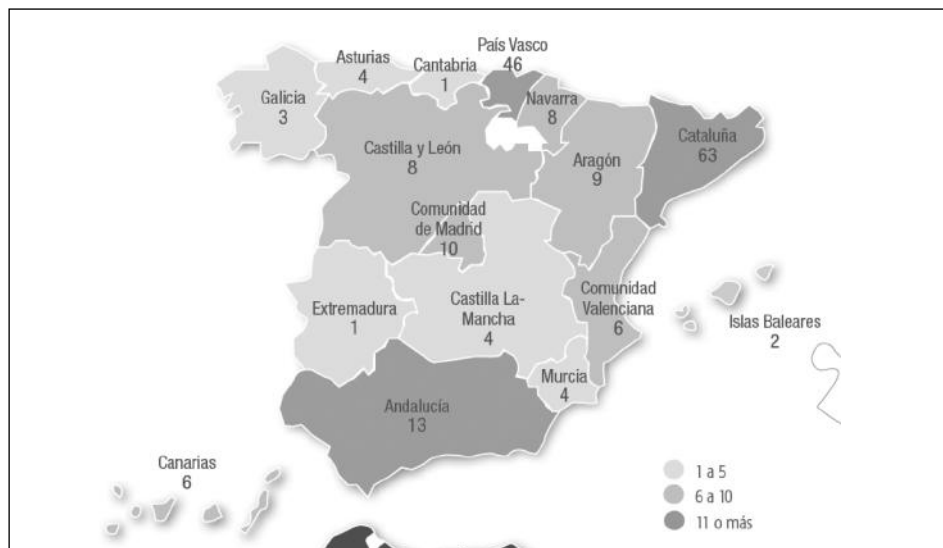 País Vasco
46
Asturias
4
Cantabria
1
Navarra
8
Galicia
3
Cataluña
63
Castilla y León
8
Aragón
9
Comunidad
de Madrid
10
Comunidad
Valenciana
6
Extremadura
1
Castilla La-
Mancha
4
Islas Baleares
2
Murcia
4
Andalucía
13
Canarias
6
1 a 5
6 a 10
11 o más